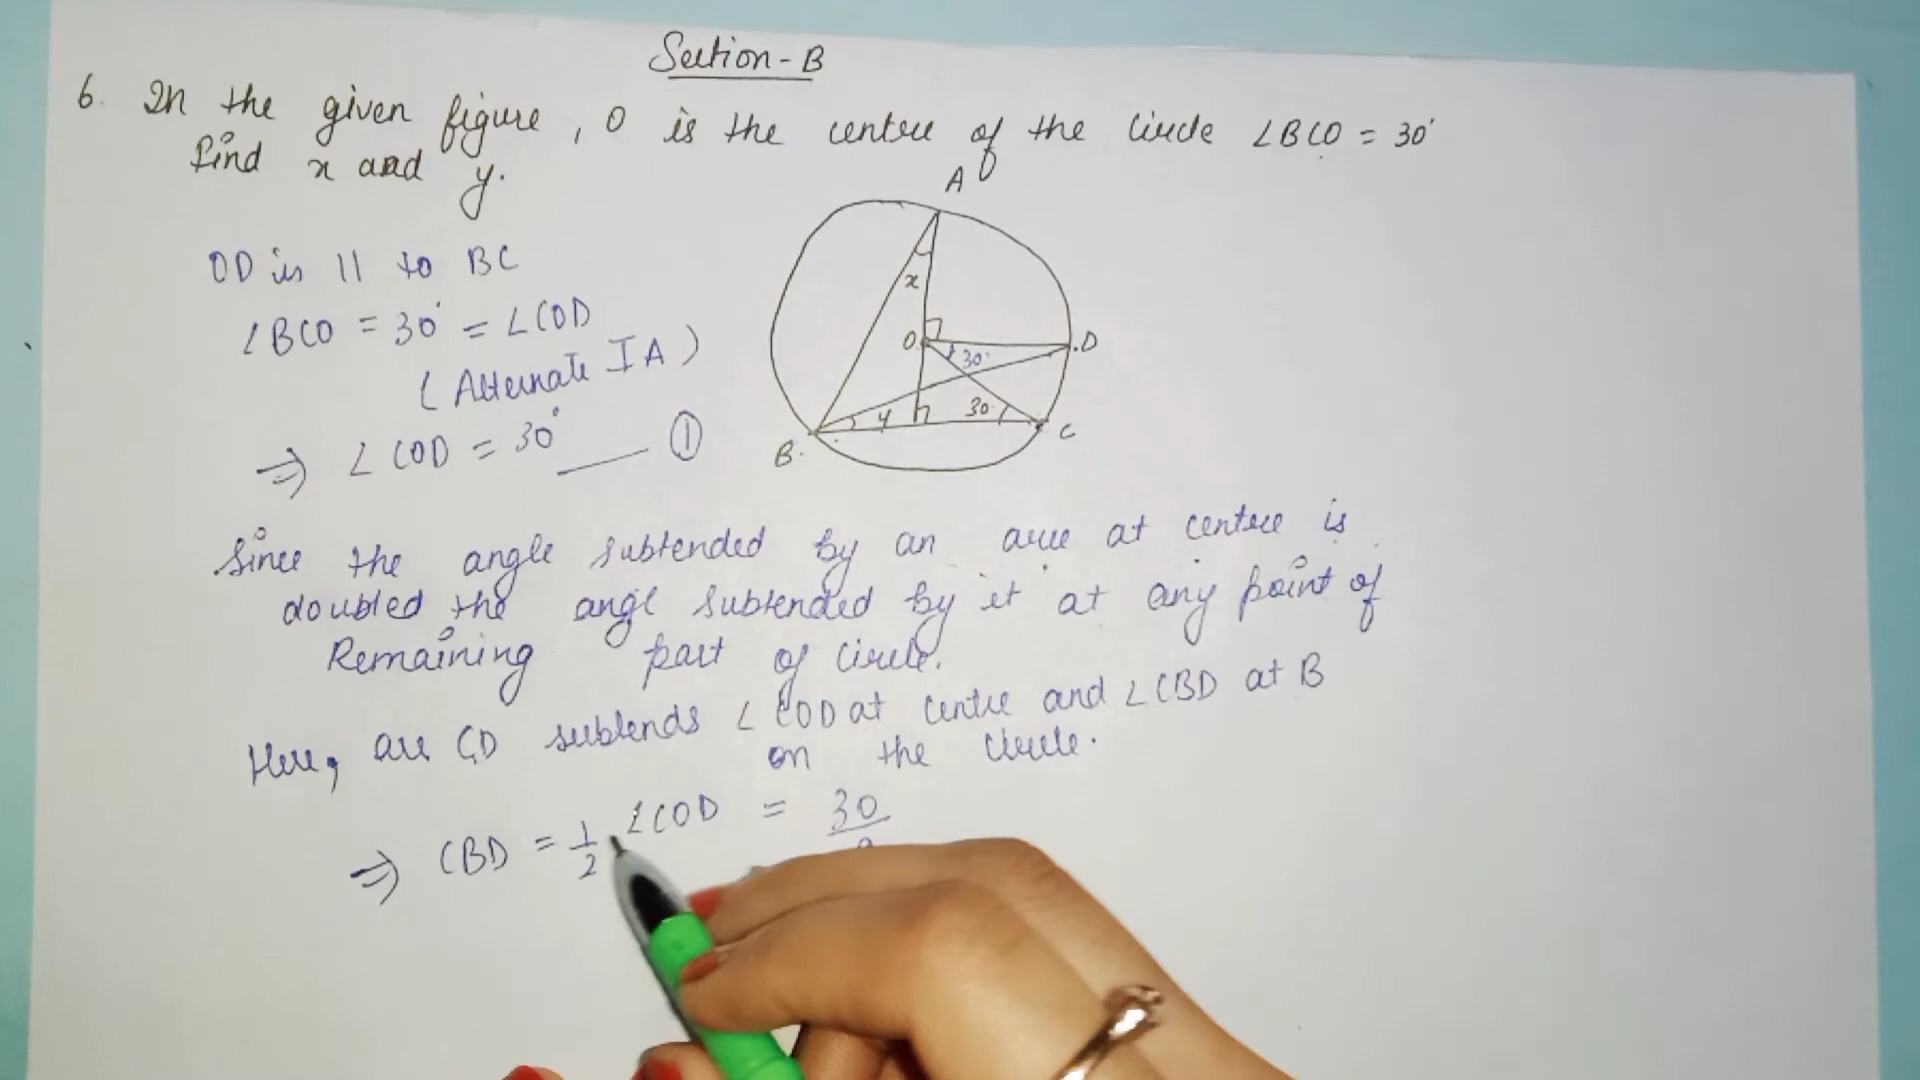 Section-B
6. In the given figure, O is the centre of the circle ∠BCO = 30°
find x and y.
A
OD is || to BC
∠BCO = 30° = ∠COD
(Alternate IA)
⇒ ∠COD = 30° ___ ①
x
O
30°
D
y
30
B
C
Since the angle subtended by an arc at centre is
doubled the angl subtended by it at any point of
Remaining part of circle.
Here, arc CD subtends ∠COD at centre and ∠CBD at B
on the circle.
⇒ CBD = 1/2 ∠COD = 30